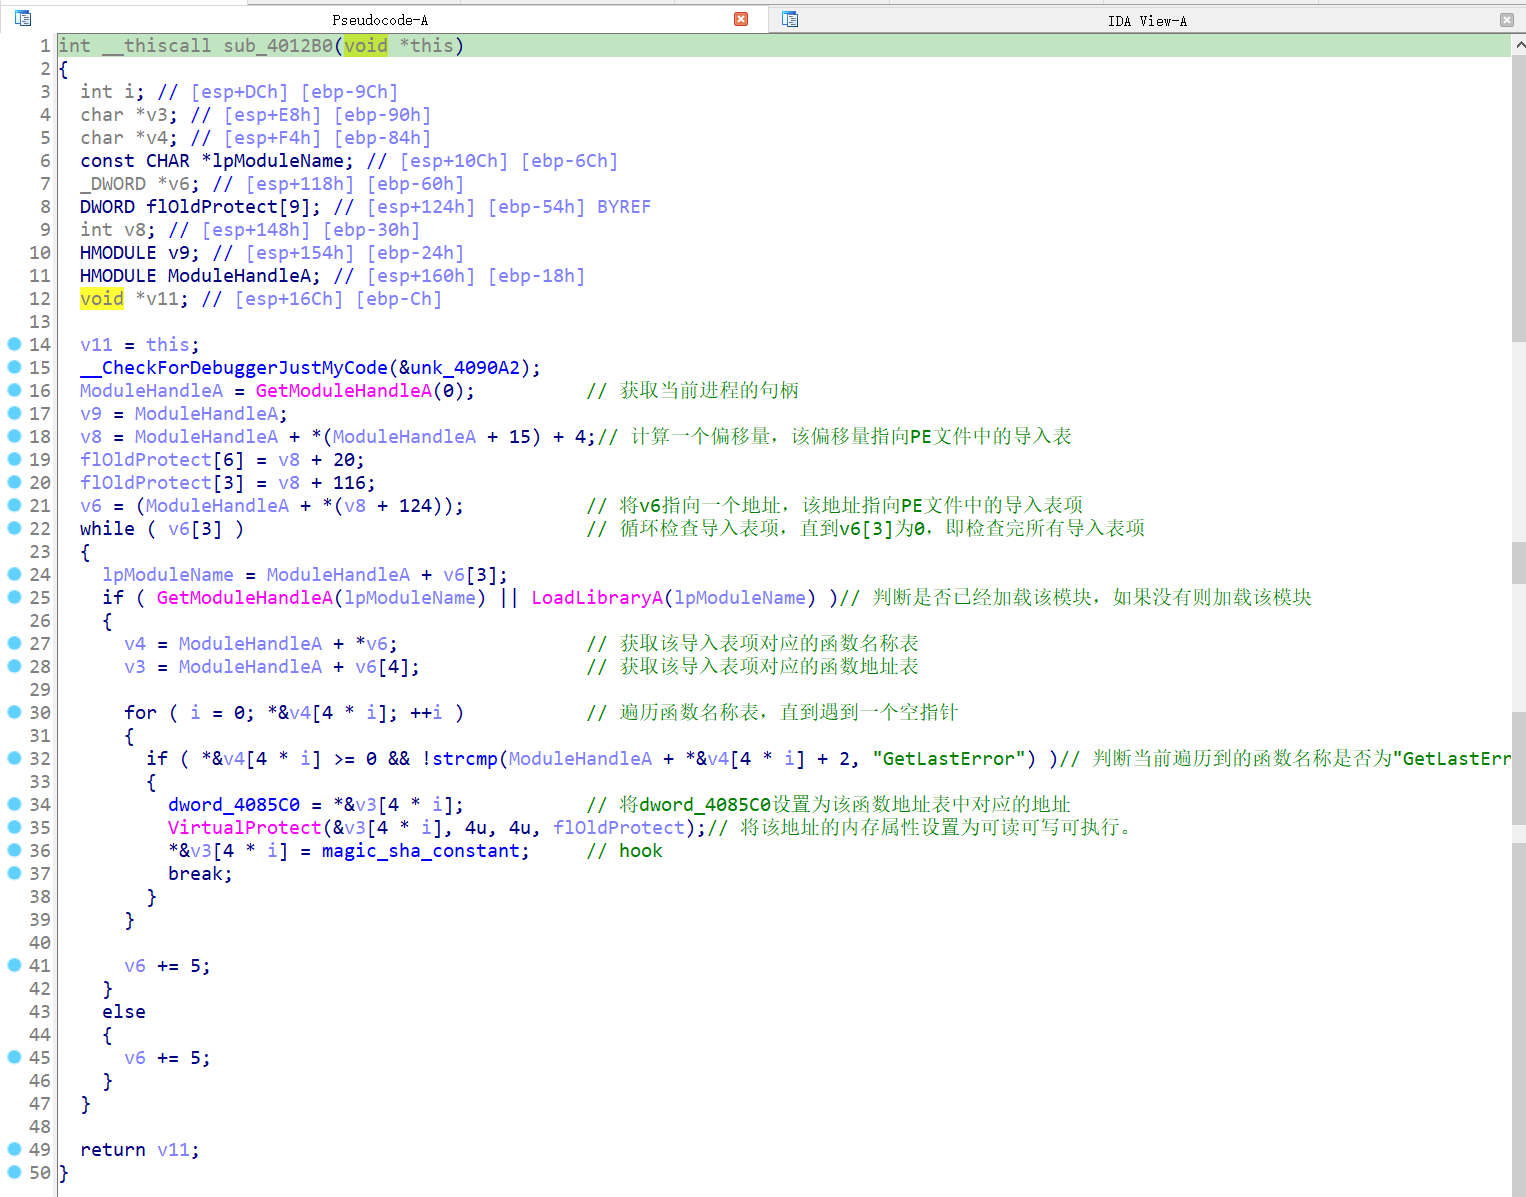 Pseudocode-A IDA View-A
1 int __thiscall sub_4012B0(void *this)
2 {
3 int i; // [esp+DCh] [ebp-9Ch]
4 char *v3; // [esp+E8h] [ebp-90h]
5 char *v4; // [esp+F4h] [ebp-84h]
6 const CHAR *lpModuleName; // [esp+10Ch] [ebp-6Ch]
7 _DWORD *v6; // [esp+118h] [ebp-60h]
8 DWORD flOldProtect[9]; // [esp+124h] [ebp-54h] BYREF
9 int v8; // [esp+148h] [ebp-30h]
10 HMODULE v9; // [esp+154h] [ebp-24h]
11 HMODULE ModuleHandleA; // [esp+160h] [ebp-18h]
12 void *v11; // [esp+16Ch] [ebp-Ch]
13
14 v11 = this;
15 __CheckForDebuggerJustMyCode(&unk_4090A2);
16 ModuleHandleA = GetModuleHandleA(0); // 获取当前进程的句柄
17 v9 = ModuleHandleA;
18 v8 = ModuleHandleA + *(ModuleHandleA + 15) + 4;// 计算一个偏移量，该偏移量指向PE文件中的导入表
19 flOldProtect[6] = v8 + 20;
20 flOldProtect[3] = v8 + 116;
21 v6 = (ModuleHandleA + *(v8 + 124)); // 将v6指向一个地址，该地址指向PE文件中的导入表项
22 while ( v6[3] ) // 循环检查导入表项，直到v6[3]为0，即检查完所有导入表项
23 {
24 lpModuleName = ModuleHandleA + v6[3];
25 if ( GetModuleHandleA(lpModuleName) || LoadLibraryA(lpModuleName) )// 判断是否已经加载该模块，如果没有则加载该模块
26 {
27 v4 = ModuleHandleA + *v6; // 获取该导入表项对应的函数名称表
28 v3 = ModuleHandleA + v6[4]; // 获取该导入表项对应的函数地址表
29
30 for ( i = 0; *&v4[4 * i]; ++i ) // 遍历函数名称表，直到遇到一个空指针
31 {
32 if ( *&v4[4 * i] >= 0 && !strcmp(ModuleHandleA + *&v4[4 * i] + 2, "GetLastError") )// 判断当前遍历到的函数名称是否为"GetLastErr
33 {
34 dword_4085C0 = *&v3[4 * i]; // 将dword_4085C0设置为该函数地址表中对应的地址
35 VirtualProtect(&v3[4 * i], 4u, 4u, flOldProtect);// 将该地址的内存属性设置为可读可写可执行。
36 *&v3[4 * i] = magic_sha_constant; // hook
37 break;
38 }
39 }
40
41 v6 += 5;
42 }
43 else
44 {
45 v6 += 5;
46 }
47 }
48
49 return v11;
50 }